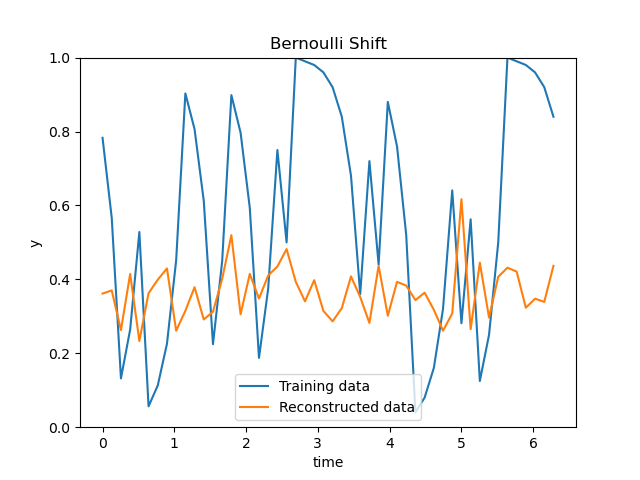 Bernoulli Shift
y
1.0
0.8
0.6
0.4
0.2
0.0
Training data
Reconstructed data
0 1 2 3 4 5 6
time